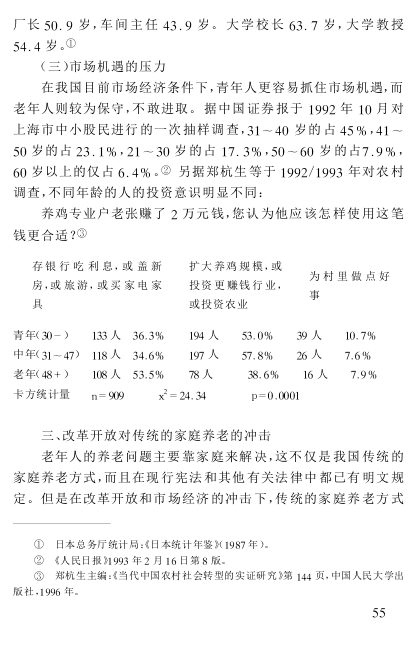 厂长 50.9 岁,车间主任 43.9 岁。大学校长 63.7 岁,大学教授
54.4 岁。①
(三)市场机遇的压力
在我国目前市场经济条件下,青年人更容易抓住市场机遇,而
老年人则较为保守,不敢进取。据中国证券报于 1992 年 10 月对
上海市中小股民进行的一次抽样调查,31~40 岁的占 45%,41~
50 岁的占 23.1%,21~30 岁的占 17.3%,50~60 岁的占7.9%,
60 岁以上的仅占 6.4%。② 另据郑杭生等于 1992/1993 年对农村
调查,不同年龄的人的投资意识明显不同:
养鸡专业户老张赚了 2 万元钱,您认为他应该怎样使用这笔
钱更合适?③
存银行吃利息,或盖新 扩大养鸡规模,或 为村里做点好
房,或旅游,或买家电家 投资更赚钱行业, 事
具 或投资农业
青年(30-) 133 人 36.3% 194 人 53.0% 39 人 10.7%
中年(31~47) 118 人 34.6% 197 人 57.8% 26 人 7.6%
老年(48+) 108 人 53.5% 78 人 38.6% 16 人 7.9%
卡方统计量 n=909 x²=24.34 p=0.0001
三、改革开放对传统的家庭养老的冲击
老年人的养老问题主要靠家庭来解决,这不仅是我国传统的
家庭养老方式,而且在现行宪法和其他有关法律中都已有明文规
定。但是在改革开放和市场经济的冲击下,传统的家庭养老方式
① 日本总务厅统计局:《日本统计年鉴》(1987 年)。
② 《人民日报》1993 年 2 月 16 日第 8 版。
③ 郑杭生主编:《当代中国农村社会转型的实证研究》第 144 页,中国人民大学出
版社,1996 年。
55